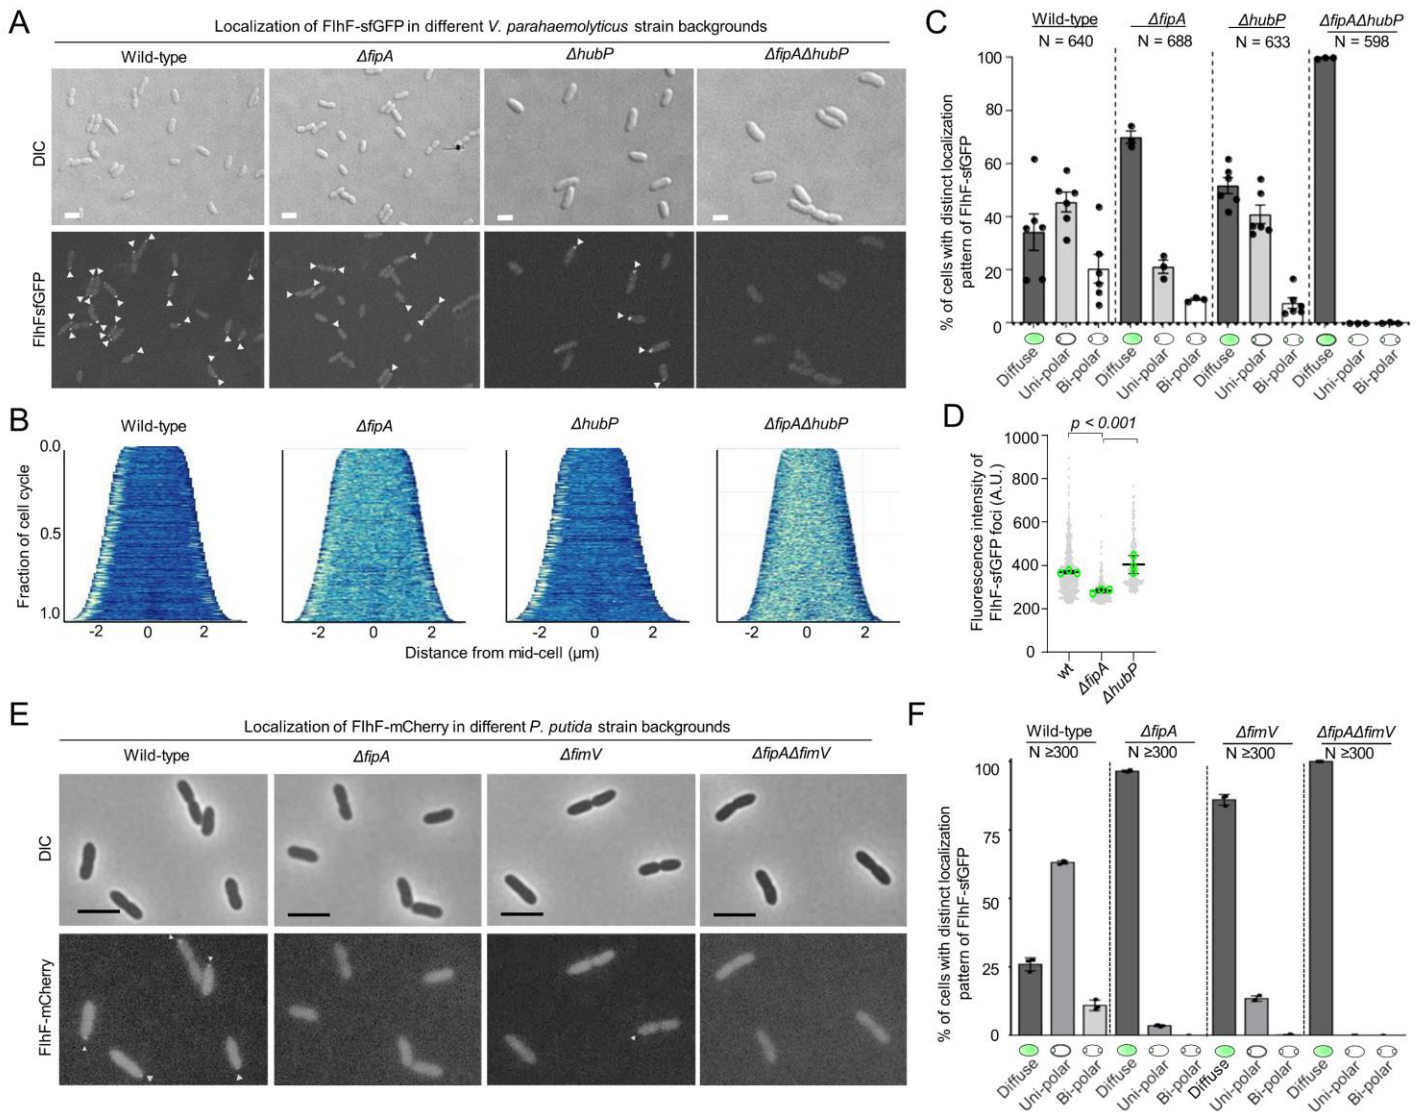 A
Localization of FlhF-sfGFP in different V. parahaemolyticus strain backgrounds
Wild-type
ΔfipA
ΔhubP
ΔfipAΔhubP
DIC
FlhFsfGFP
B
Wild-type
ΔfipA
ΔhubP
ΔfipAΔhubP
Fraction of cell cycle
0.0
0.5
1.0
-2 0 2
-2 0 2
-2 0 2
-2 0 2
Distance from mid-cell (µm)
C
Wild-type
N = 640
ΔfipA
N = 688
ΔhubP
N = 633
ΔfipAΔhubP
N = 598
% of cells with distinct localization
pattern of FlhF-sfGFP
100
80
60
40
20
0
Diffuse
Uni-polar
Bi-polar
Diffuse
Uni-polar
Bi-polar
Diffuse
Uni-polar
Bi-polar
Diffuse
Uni-polar
Bi-polar
D
p < 0.001
Fluorescence intensity of
FlhF-sfGFP foci (A.U.)
1000
800
600
400
200
0
wt
ΔfipA
ΔhubP
E
Localization of FlhF-mCherry in different P. putida strain backgrounds
Wild-type
ΔfipA
ΔfimV
ΔfipAΔfimV
DIC
FlhF-mCherry
F
Wild-type
N ≥300
ΔfipA
N ≥300
ΔfimV
N ≥300
ΔfipAΔfimV
N ≥300
% of cells with distinct localization
pattern of FlhF-sfGFP
100
75
50
25
0
Diffuse
Uni-polar
Bi-polar
Diffuse
Uni-polar
Bi-polar
Diffuse
Uni-polar
Bi-polar
Diffuse
Uni-polar
Bi-polar